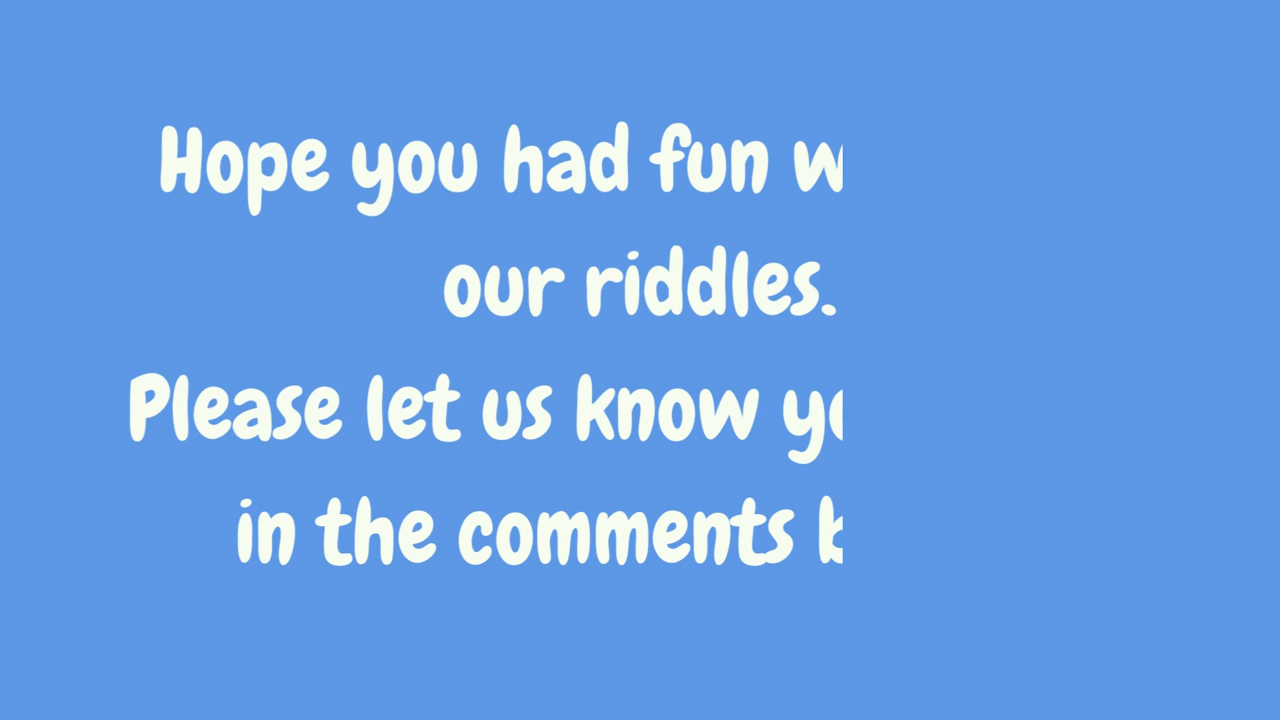 Hope you had fun
our riddles.
Please let us know
in the comments